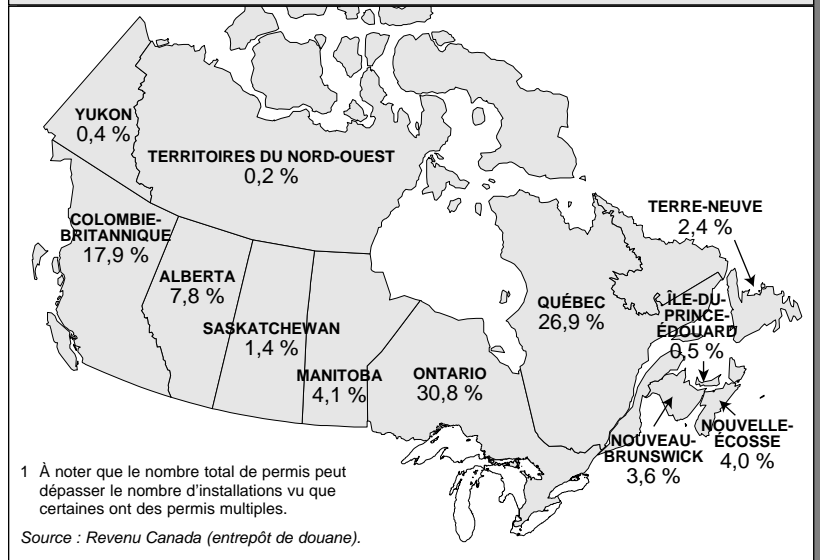 YUKON
0,4 %
TERRITOIRES DU NORD-OUEST
0,2 %
COLOMBIE-
BRITANNIQUE
17,9 %
ALBERTA
7,8 %
SASKATCHEWAN
1,4 %
MANITOBA
4,1 %
ONTARIO
30,8 %
QUÉBEC
26,9 %
TERRE-NEUVE
2,4 %
ÎLE-DU-
PRINCE-
ÉDOUARD
0,5 %
NOUVEAU-
BRUNSWICK
3,6 %
NOUVELLE-
ÉCOSSE
4,0 %
1 À noter que le nombre total de permis peut
dépasser le nombre d'installations vu que
certaines ont des permis multiples.
Source : Revenu Canada (entrepôt de douane).